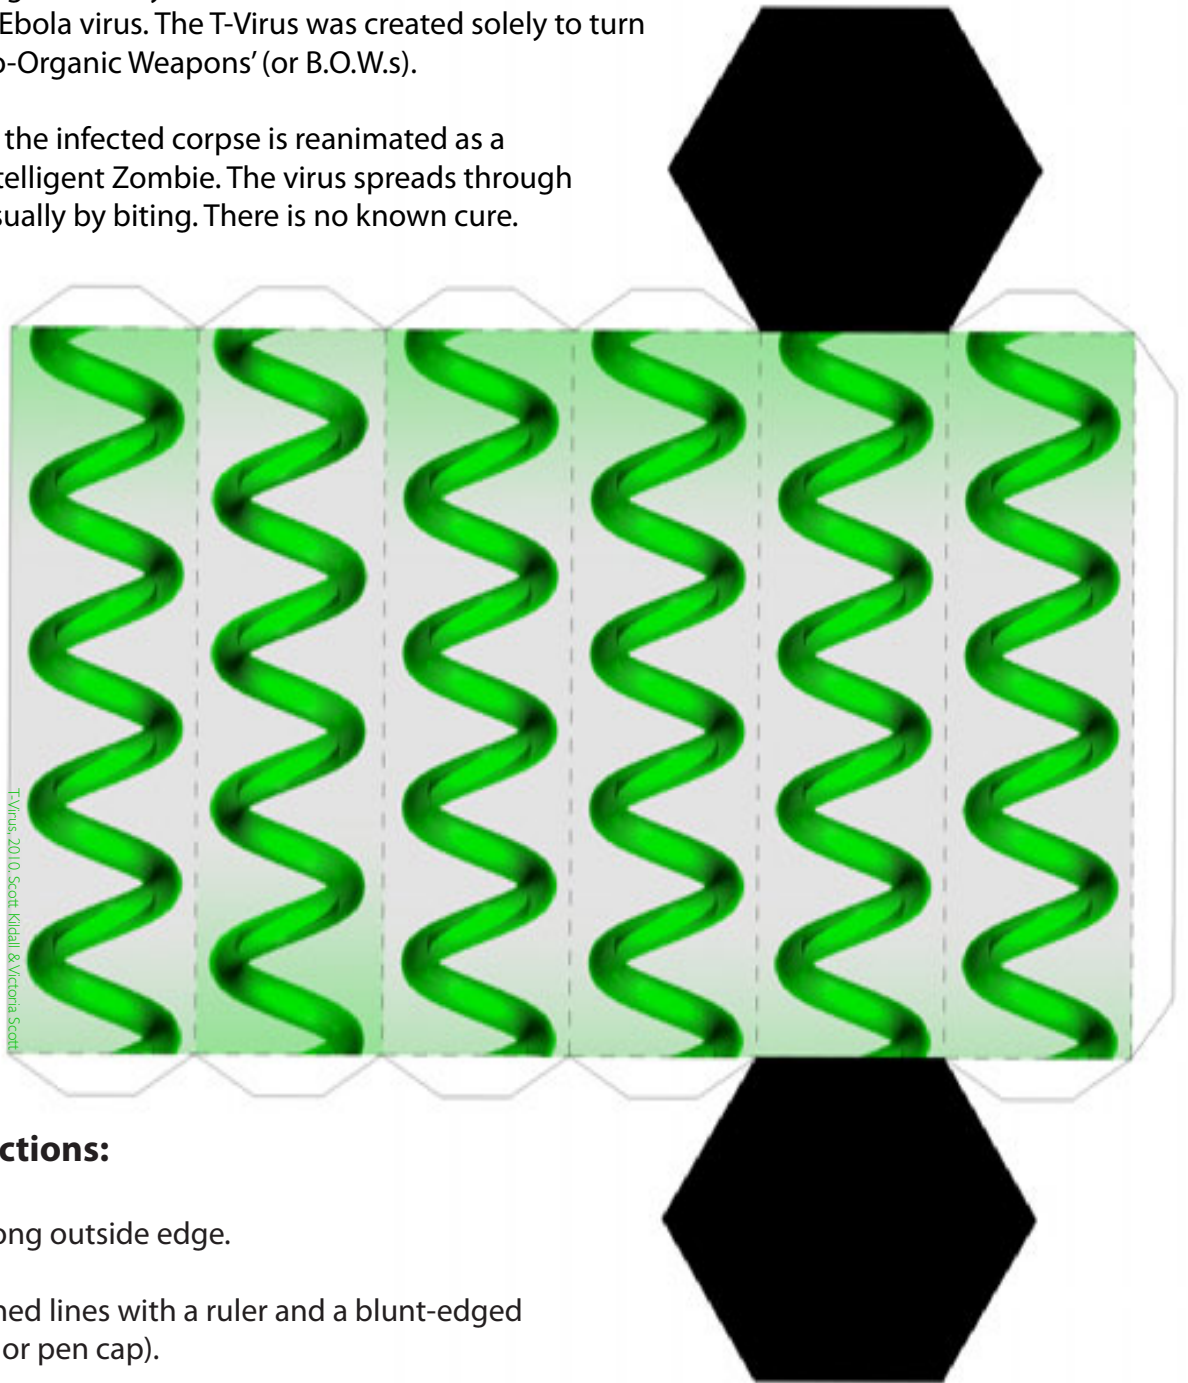 Ebola virus. The T-Virus was created solely to turn
o-Organic Weapons’ (or B.O.W.s).
the infected corpse is reanimated as a
telligent Zombie. The virus spreads through
sually by biting. There is no known cure.
T-Virus, 2010, Scott Kildall & Victoria Scott
ctions:
ong outside edge.
ned lines with a ruler and a blunt-edged
or pen cap).